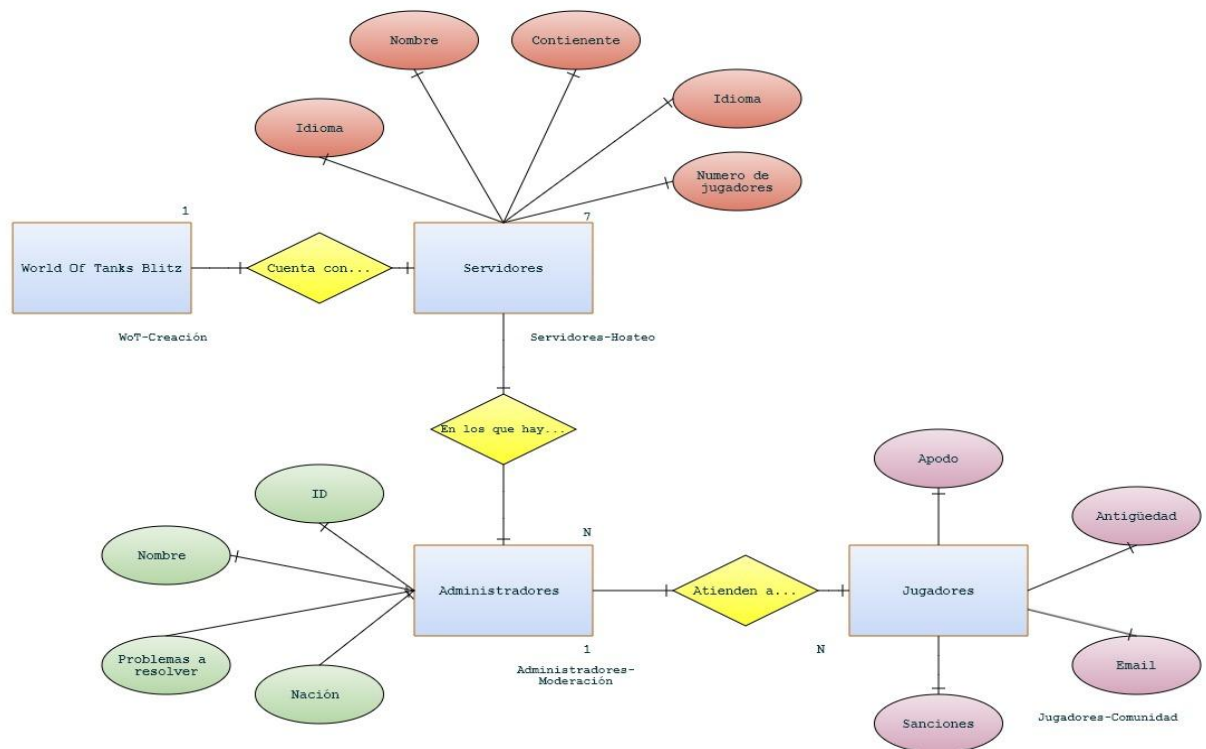 Nombre
Contienente
Idioma
Idioma
Numero de
jugadores
1
7
World Of Tanks Blitz
Cuenta con...
Servidores
WoT-Creación
Servidores-Hosteo
En los que hay...
Apodo
ID
Antigüedad
Nombre
N
Administradores
Atienden a...
Jugadores
1
N
Problemas a
resolver
Administradores-
Moderación
Email
Nación
Sanciones
Jugadores-Comunidad